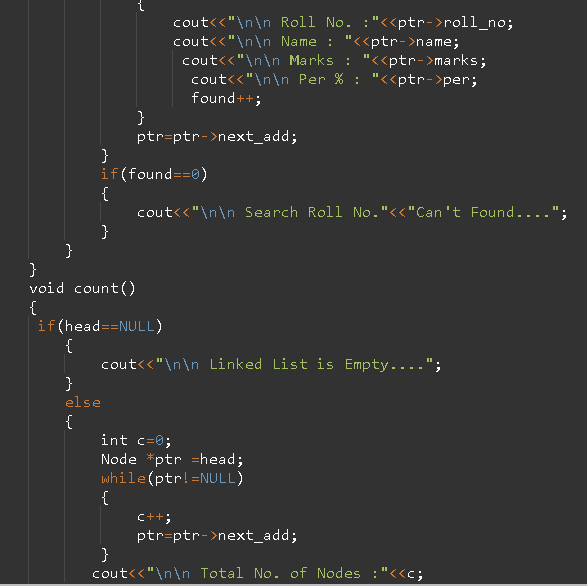 {
cout<<"\n\n Roll No. :"<<ptr->roll_no;
cout<<"\n\n Name : "<<ptr->name;
cout<<"\n\n Marks : "<<ptr->marks;
cout<<"\n\n Per % : "<<ptr->per;
found++;
}
ptr=ptr->next_add;
}
if(found==0)
{
cout<<"\n\n Search Roll No."<<"Can't Found....";
}
}
}
void count()
{
if(head==NULL)
{
cout<<"\n\n Linked List is Empty....";
}
else
{
int c=0;
Node *ptr =head;
while(ptr!=NULL)
{
c++;
ptr=ptr->next_add;
}
cout<<"\n\n Total No. of Nodes :"<<c;